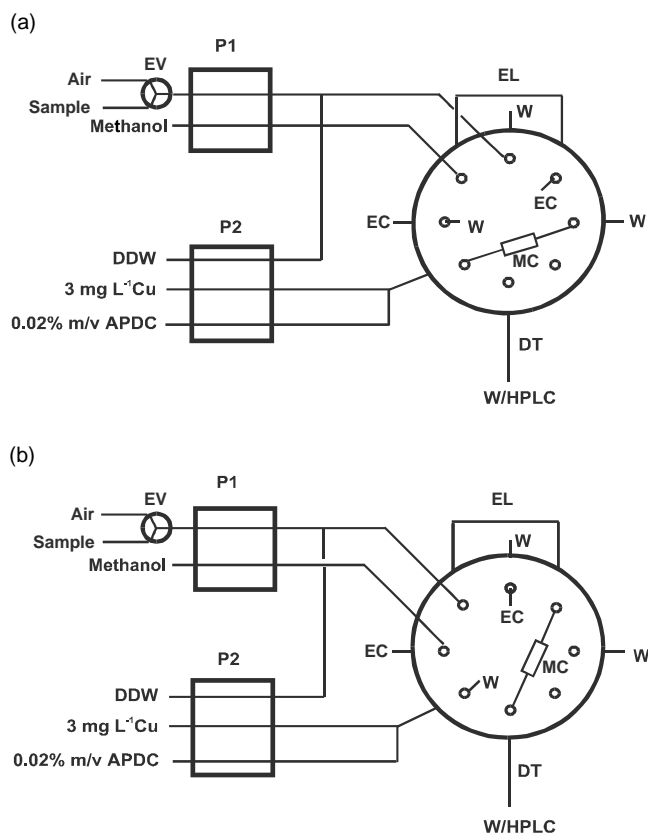 (a)
P1
EV
EL
Air
Sample
Methanol
W
EC
EC
W
W
P2
MC
DDW
3 mg L⁻¹Cu
0.02% m/v APDC
DT
W/HPLC
(b)
P1
EV
EL
Air
Sample
Methanol
W
EC
EC
W
P2
MC
W
DDW
3 mg L⁻¹Cu
0.02% m/v APDC
DT
W/HPLC